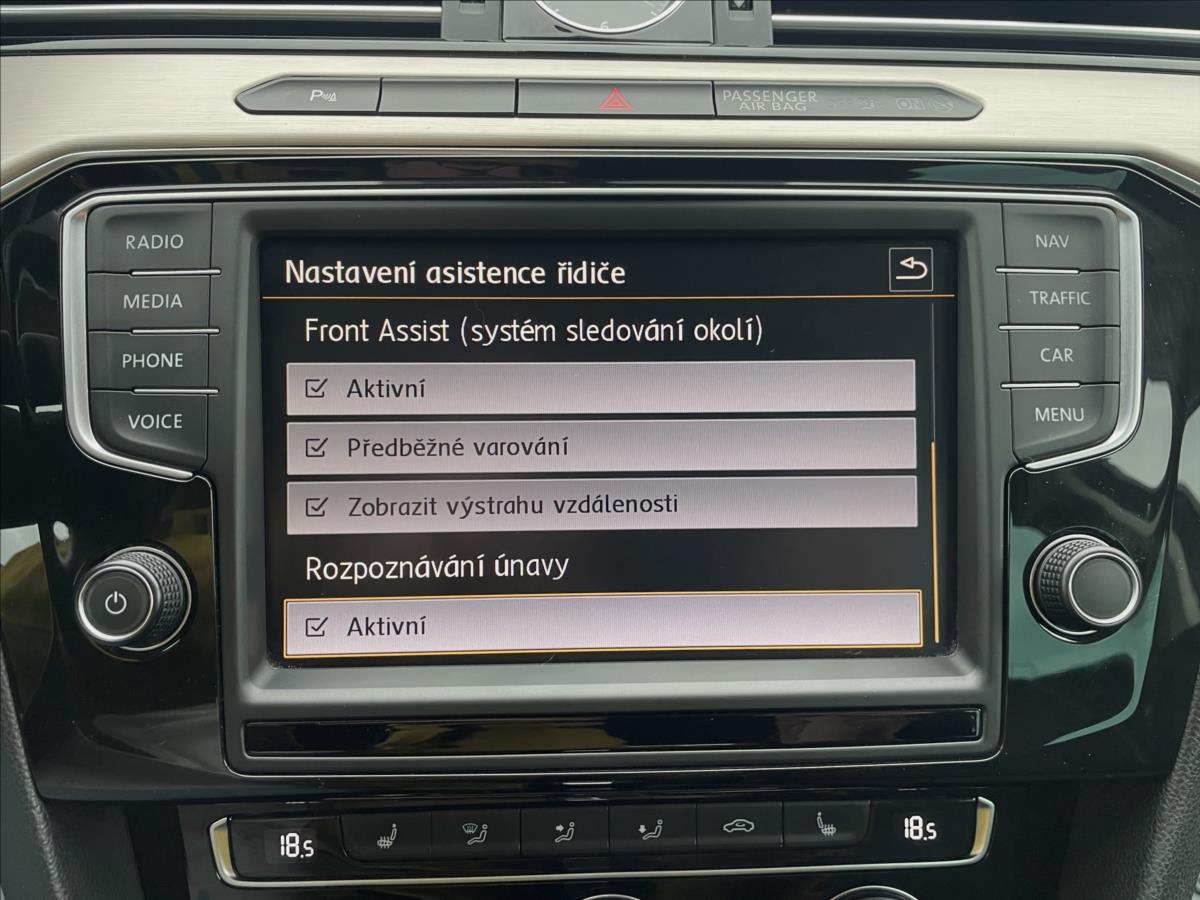 6
P
PASSENGER
AIR BAG
ON
RADIO
MEDIA
PHONE
VOICE
Nastavení asistence řidiče
Front Assist (systém sledování okolí)
Aktivní
Předběžné varování
Zobrazit výstrahu vzdálenosti
Rozpoznávání únavy
Aktivní
NAV
TRAFFIC
CAR
MENU
18.5
18.5